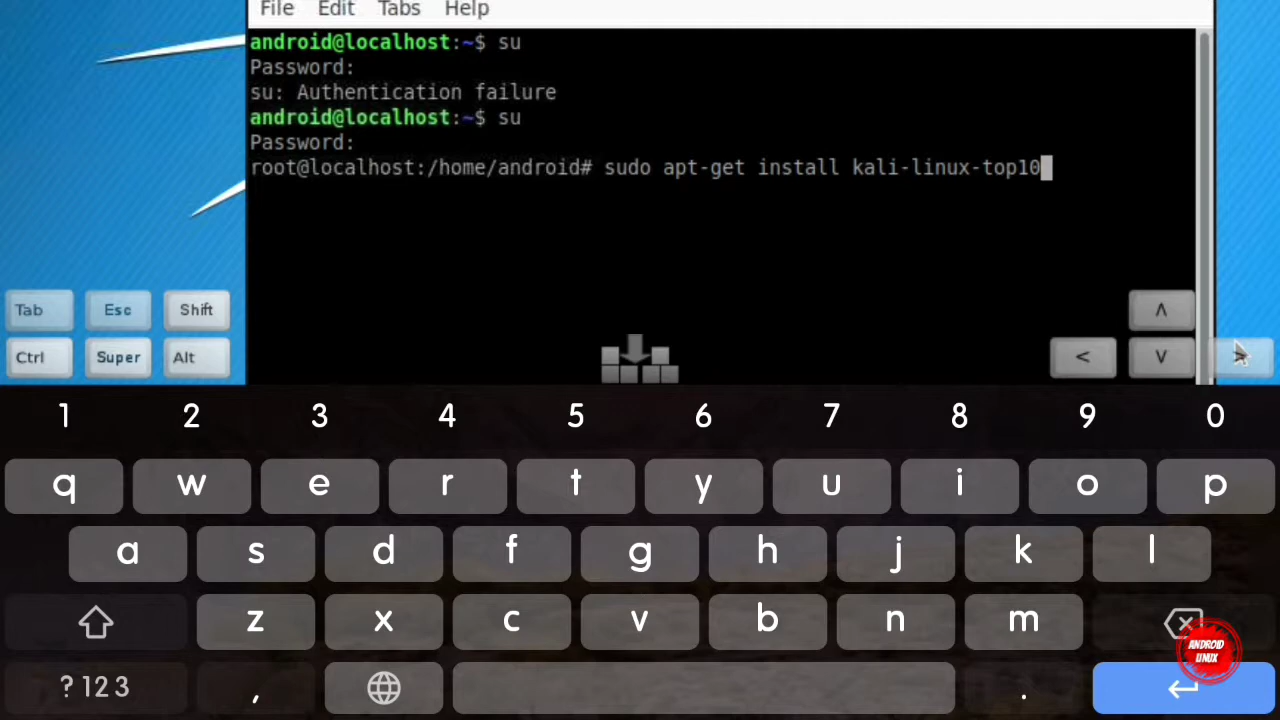 File Edit Tabs Help
android@localhost:~$ su
Password:
su: Authentication failure
android@localhost:~$ su
Password:
root@localhost:/home/android# sudo apt-get install kali-linux-top10
Tab Esc Shift
Ctrl Super Alt
1 2 3 4 5 6 7 8 9 0
q w e r t y u i o p
a s d f g h j k l
z x c v b n m
ANDROID
LINUX
?123 , .